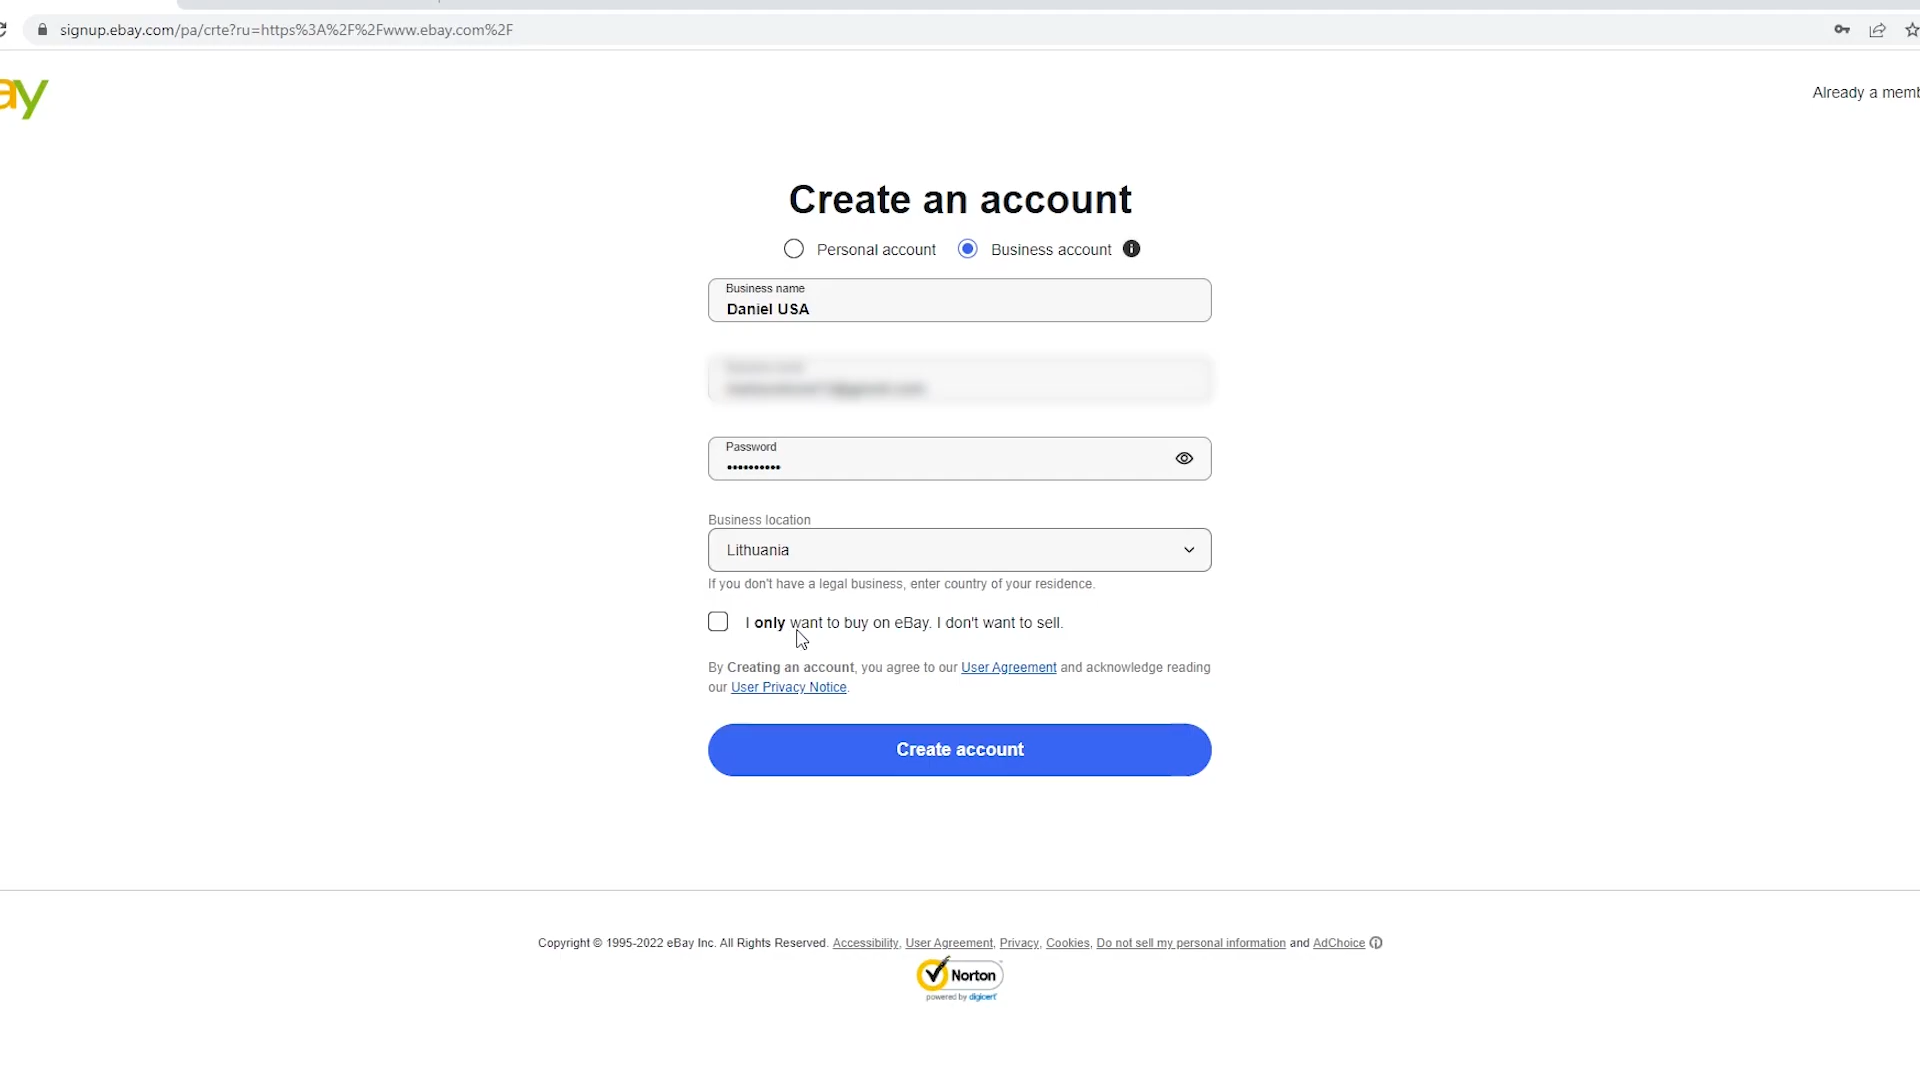 signup.ebay.com/pa/crte?ru=https%3A%2F%2Fwww.ebay.com%2F
ay
Already a memb
Create an account
Personal account
Business account
i
Business name
Daniel USA
Password
••••••••••
Business location
Lithuania
If you don't have a legal business, enter country of your residence.
I only want to buy on eBay. I don't want to sell.
By Creating an account, you agree to our User Agreement and acknowledge reading
our User Privacy Notice.
Create account
Copyright © 1995-2022 eBay Inc. All Rights Reserved. Accessibility, User Agreement, Privacy, Cookies, Do not sell my personal information and AdChoice
Norton
powered by digicert